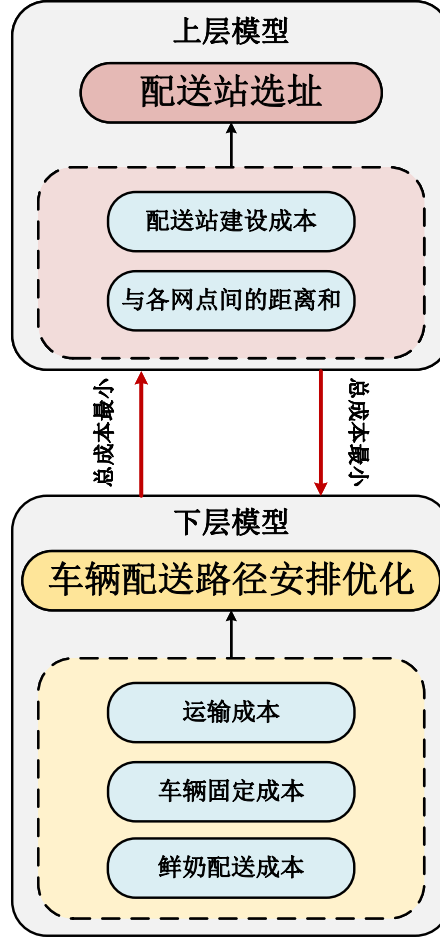 上层模型
配送站选址
配送站建设成本
与各网点间的距离和
总成本最小
总成本最小
下层模型
车辆配送路径安排优化
运输成本
车辆固定成本
鲜奶配送成本